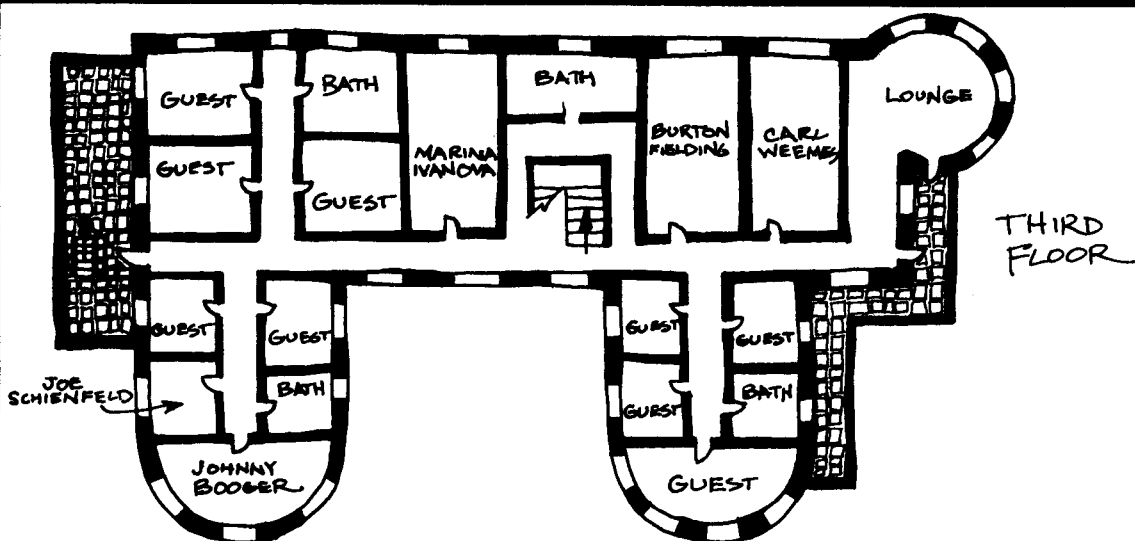 GUEST
BATH
BATH
LOUNGE
GUEST
MARINA
IVANOVA
BURTON
FIELDING
CARL
WEEMES
GUEST
THIRD
FLOOR
GUEST
GUEST
GUEST
GUEST
JOE
SCHIENFELD
BATH
GUEST
BATH
JOHNNY
BOOGER
GUEST